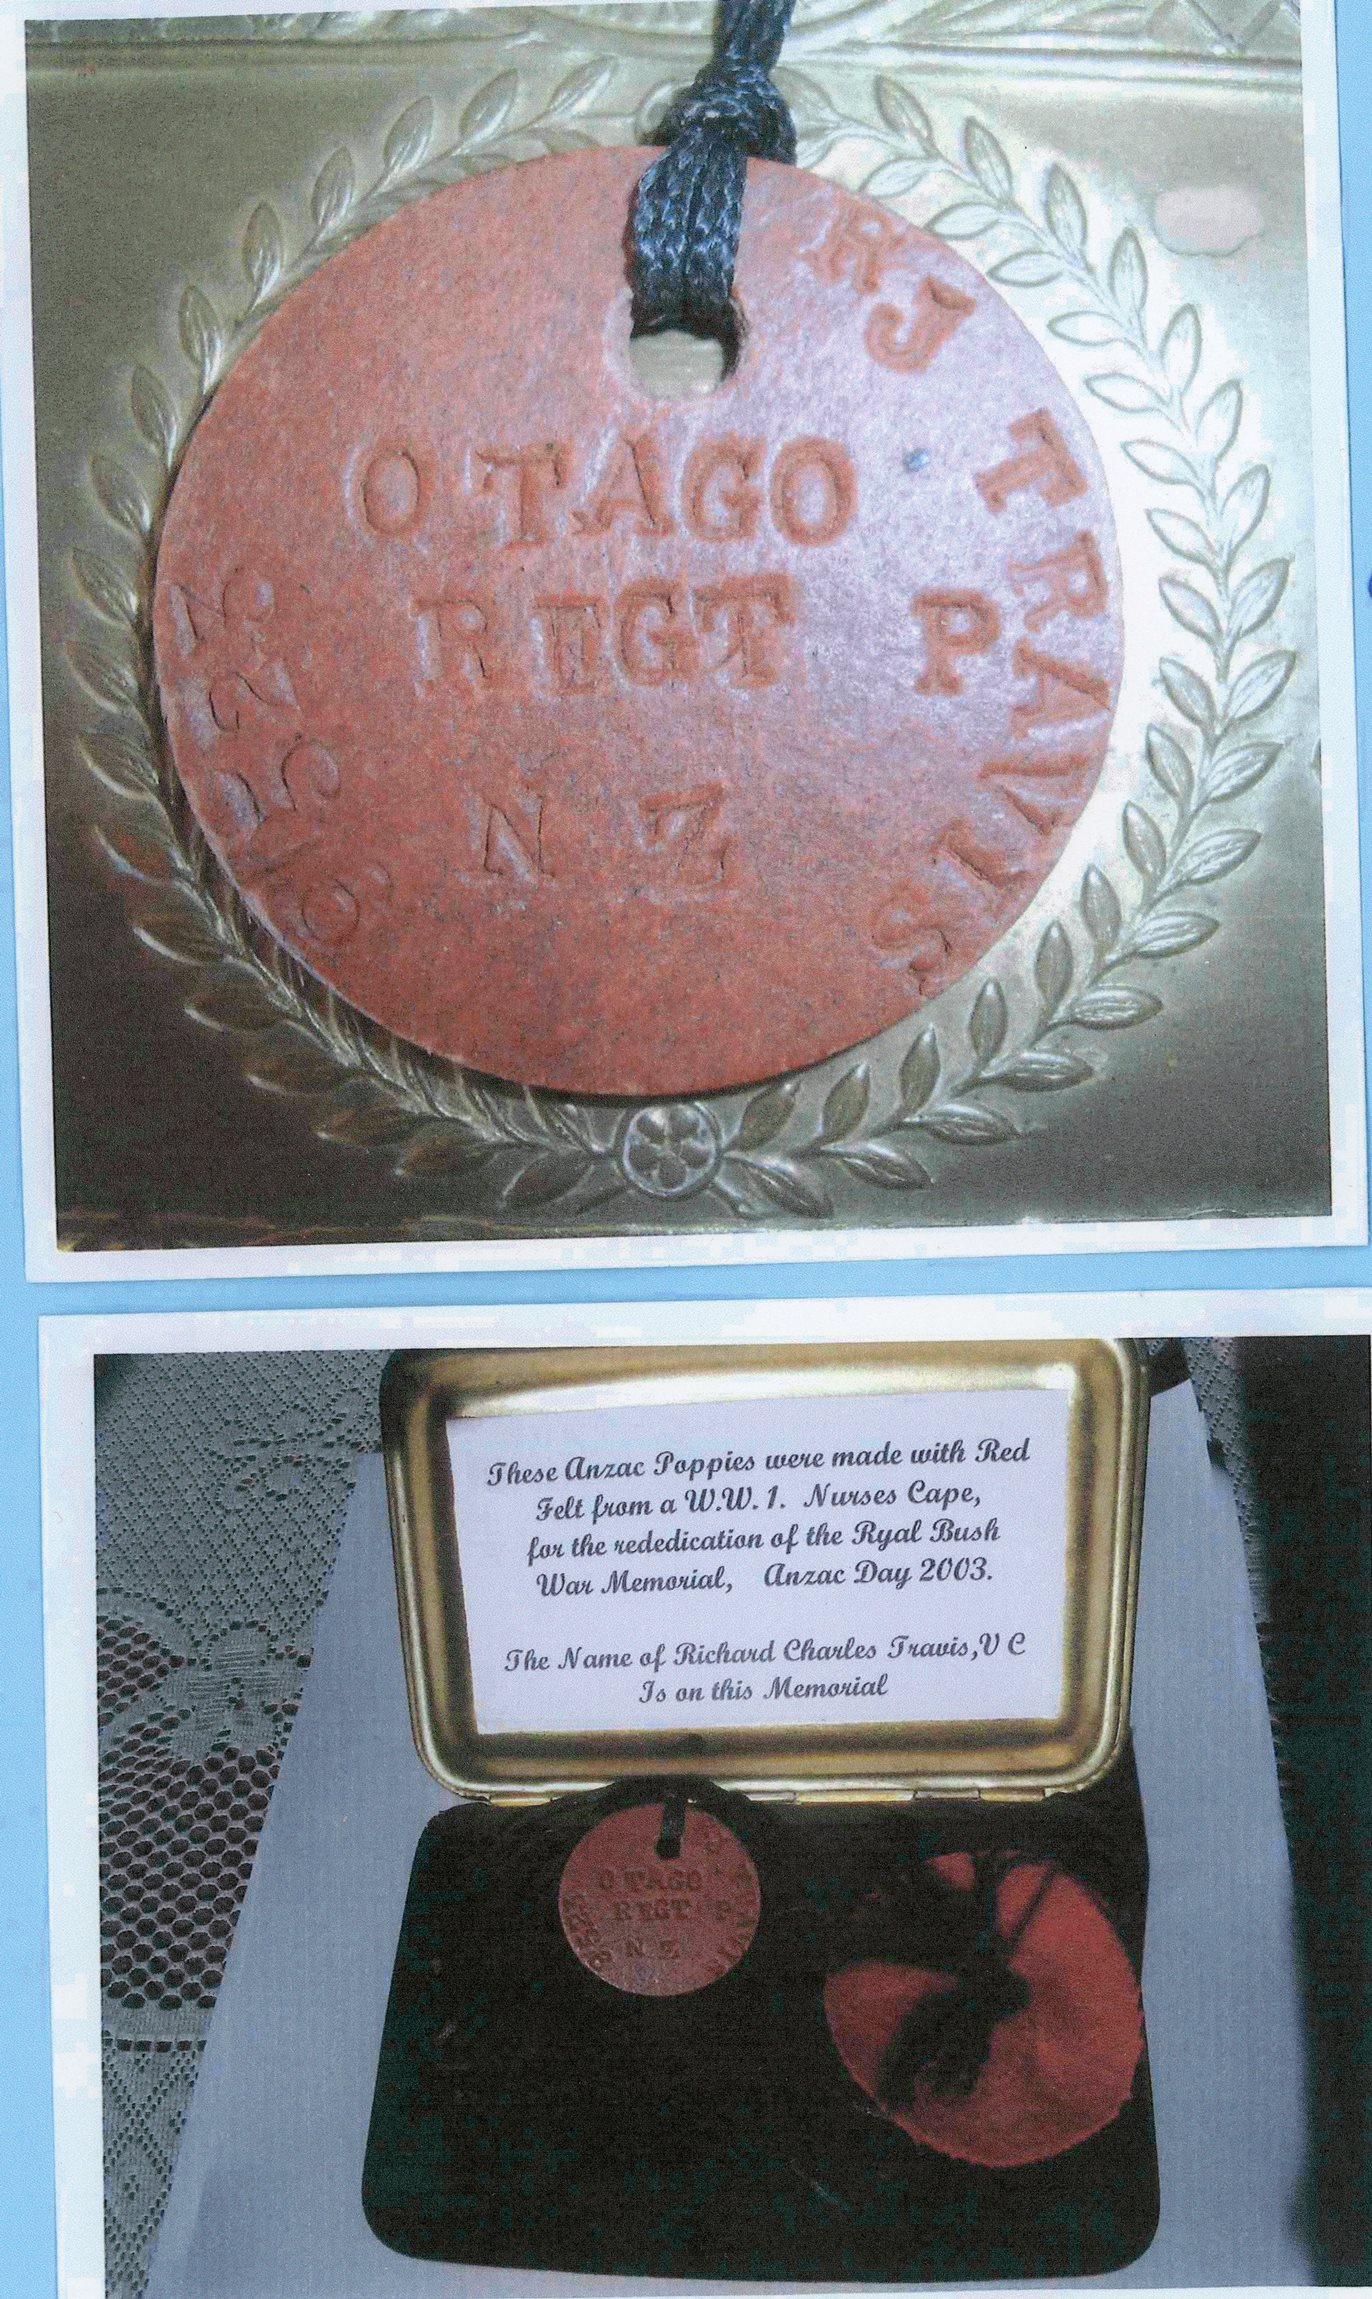 RJ TRAVIS
OTAGO
REGT P
NZ
These Anzac Poppies were made with Red
Felt from a W.W. 1. Nurses Cape,
for the rededication of the Ryal Bush
War Memorial, Anzac Day 2003.
The Name of Richard Charles Travis,V C
Is on this Memorial
OTAGO
REGT P
NZ